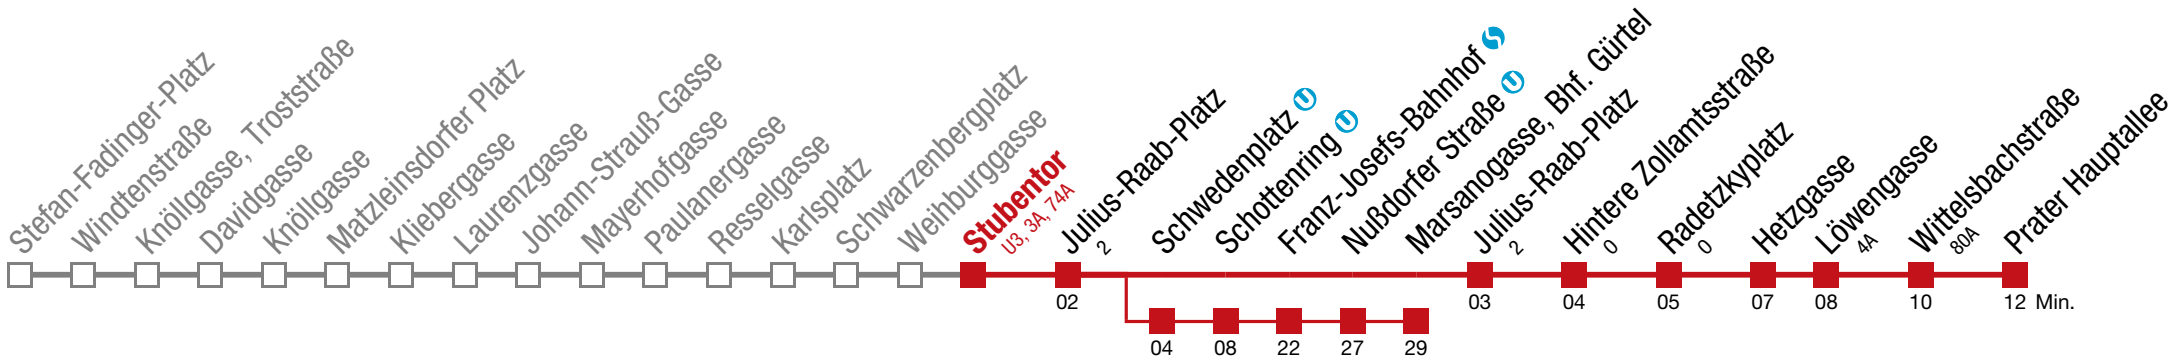 Stefan-Fadinger-Platz
Windtenstraße
Knöllgasse, Troststraße
Davidgasse
Knöllgasse
Matzleinsdorfer Platz
Kliebergasse
Laurenzgasse
Johann-Strauß-Gasse
Mayerhofgasse
Paulanergasse
Resselgasse
Karlsplatz
Schwarzenbergplatz
Weihburggasse
Stubentor
U3, 3A, 74A
Julius-Raab-Platz
2
Schwedenplatz U
Schottenring U
Franz-Josefs-Bahnhof S
Nußdorfer Straße U
Marsanogasse, Bhf. Gürtel
Julius-Raab-Platz
2
Hintere Zollamtsstraße
0
Radetzkyplatz
0
Hetzgasse
Löwengasse
4A
Wittelsbachstraße
80A
Prater Hauptallee
02 03 04 05 07 08 10 12 Min.
04 08 22 27 29